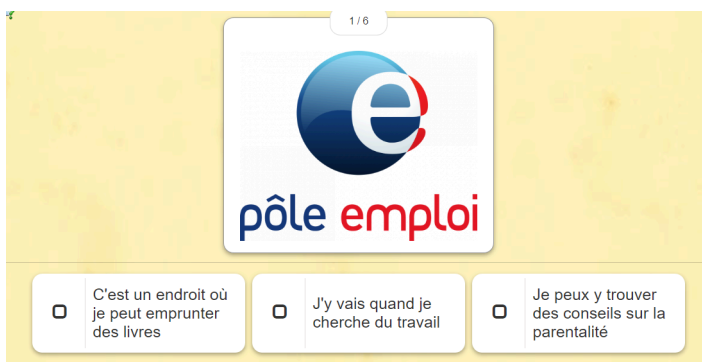 1 / 6
e
pôle emploi
C'est un endroit où
je peut emprunter
des livres
J'y vais quand je
cherche du travail
Je peux y trouver
des conseils sur la
parentalité